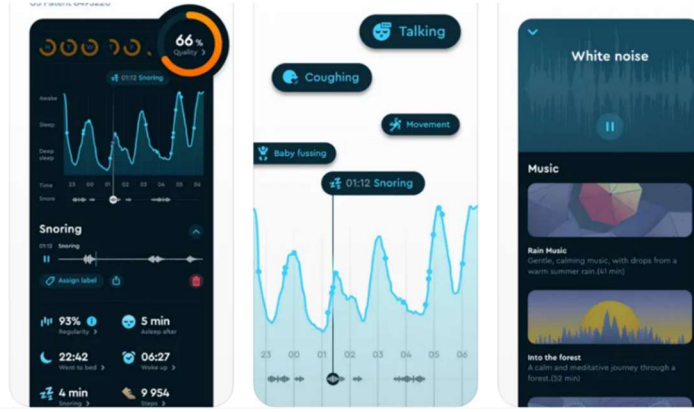 US Patent 8493220
66 %
Quality >
01:12 Snoring
Awake
Sleep
Deep
sleep
Time 23 00 01 02 03 04 05 06
Snore
Snoring
01:12 Snoring
Assign label
93%
Regularity >
5 min
Asleep after
22:42
Went to bed >
06:27
Woke up >
4 min
Snoring >
9 954
Steps >
Talking
Coughing
Movement
Baby fussing
01:12 Snoring
23 00 01 02 03 04 05 06
White noise
Music
Rain Music
Gentle, calming music, with drops from a
warm summer rain.(41 min)
Into the forest
A calm and meditative journey through a
forest.(52 min)